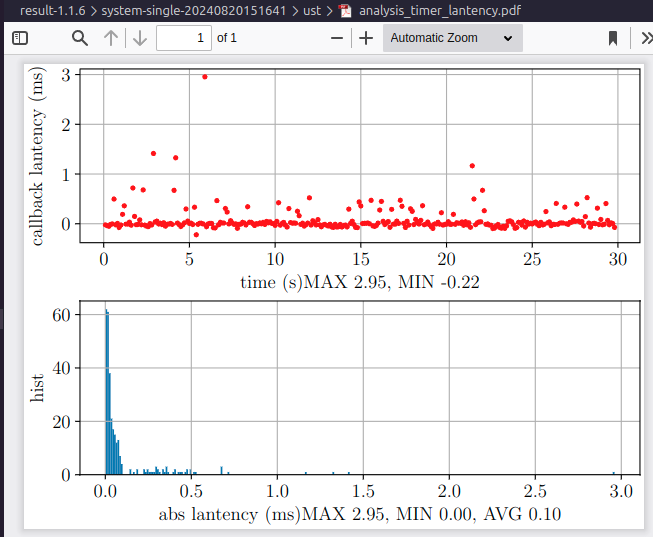 result-1.1.6 > system-single-20240820151641 > ust > analysis_timer_lantency.pdf
1 of 1 Automatic Zoom
callback lantency (ms)
3
2
1
0
0 5 10 15 20 25 30
time (s)MAX 2.95, MIN -0.22
hist
60
40
20
0
0.0 0.5 1.0 1.5 2.0 2.5 3.0
abs lantency (ms)MAX 2.95, MIN 0.00, AVG 0.10